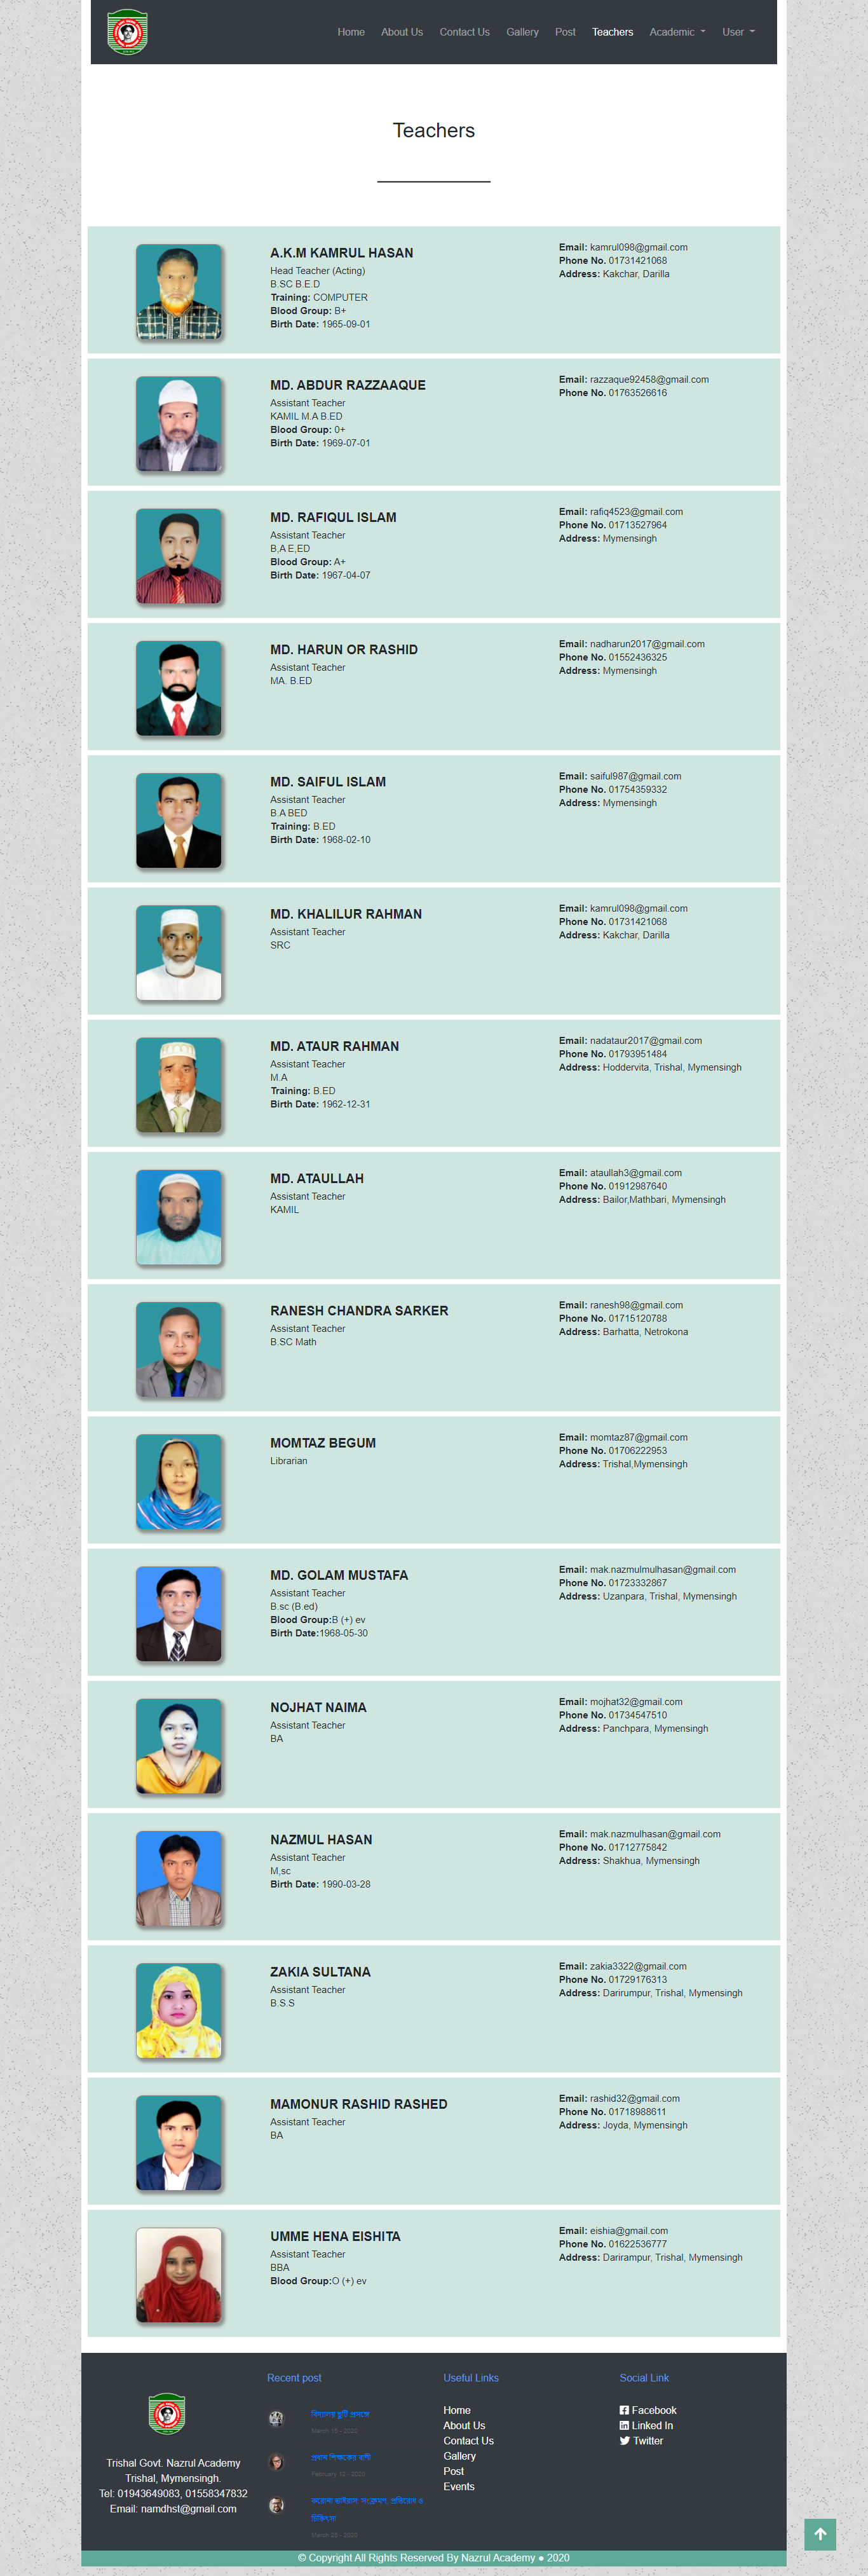 Home About Us Contact Us Gallery Post Teachers Academic User
Teachers
A.K.M KAMRUL HASAN
Head Teacher (Acting)
B.SC B.E.D
Training: COMPUTER
Blood Group: B+
Birth Date: 1965-09-01
Email: kamrul098@gmail.com
Phone No. 01731421068
Address: Kakchar, Darilla
MD. ABDUR RAZZAAQUE
Assistant Teacher
KAMIL M.A B.ED
Blood Group: 0+
Birth Date: 1969-07-01
Email: razzaque92458@gmail.com
Phone No. 01763526616
MD. RAFIQUL ISLAM
Assistant Teacher
B,A E,ED
Blood Group: A+
Birth Date: 1967-04-07
Email: rafiq4523@gmail.com
Phone No. 01713527964
Address: Mymensingh
MD. HARUN OR RASHID
Assistant Teacher
MA. B.ED
Email: nadharun2017@gmail.com
Phone No. 01552436325
Address: Mymensingh
MD. SAIFUL ISLAM
Assistant Teacher
B.A BED
Training: B.ED
Birth Date: 1968-02-10
Email: saiful987@gmail.com
Phone No. 01754359332
Address: Mymensingh
MD. KHALILUR RAHMAN
Assistant Teacher
SRC
Email: kamrul098@gmail.com
Phone No. 01731421068
Address: Kakchar, Darilla
MD. ATAUR RAHMAN
Assistant Teacher
M.A
Training: B.ED
Birth Date: 1962-12-31
Email: nadataur2017@gmail.com
Phone No. 01793951484
Address: Hoddervita, Trishal, Mymensingh
MD. ATAULLAH
Assistant Teacher
KAMIL
Email: ataullah3@gmail.com
Phone No. 01912987640
Address: Bailor,Mathbari, Mymensingh
RANESH CHANDRA SARKER
Assistant Teacher
B.SC Math
Email: ranesh98@gmail.com
Phone No. 01715120788
Address: Barhatta, Netrokona
MOMTAZ BEGUM
Librarian
Email: momtaz87@gmail.com
Phone No. 01706222953
Address: Trishal,Mymensingh
MD. GOLAM MUSTAFA
Assistant Teacher
B.sc (B.ed)
Blood Group:B (+) ev
Birth Date:1968-05-30
Email: mak.nazmulmulhasan@gmail.com
Phone No. 01723332867
Address: Uzanpara, Trishal, Mymensingh
NOJHAT NAIMA
Assistant Teacher
BA
Email: mojhat32@gmail.com
Phone No. 01734547510
Address: Panchpara, Mymensingh
NAZMUL HASAN
Assistant Teacher
M,sc
Birth Date: 1990-03-28
Email: mak.nazmulhasan@gmail.com
Phone No. 01712775842
Address: Shakhua, Mymensingh
ZAKIA SULTANA
Assistant Teacher
B.S.S
Email: zakia3322@gmail.com
Phone No. 01729176313
Address: Darirumpur, Trishal, Mymensingh
MAMONUR RASHID RASHED
Assistant Teacher
BA
Email: rashid32@gmail.com
Phone No. 01718988611
Address: Joyda, Mymensingh
UMME HENA EISHITA
Assistant Teacher
BBA
Blood Group:O (+) ev
Email: eishia@gmail.com
Phone No. 01622536777
Address: Darirampur, Trishal, Mymensingh
Trishal Govt. Nazrul Academy
Trishal, Mymensingh.
Tel: 01943649083, 01558347832
Email: namdhst@gmail.com
Recent post
বিদ্যালয় ছুটি প্রসঙ্গে
March 15 - 2020
প্রধান শিক্ষকের বাণী
February 12 - 2020
করোনা ভাইরাস: সংক্রমণ, প্রতিরোধ ও
চিকিৎসা
March 25 - 2020
Useful Links
Home
About Us
Contact Us
Gallery
Post
Events
Social Link
Facebook
Linked In
Twitter
© Copyright All Rights Reserved By Nazrul Academy ● 2020